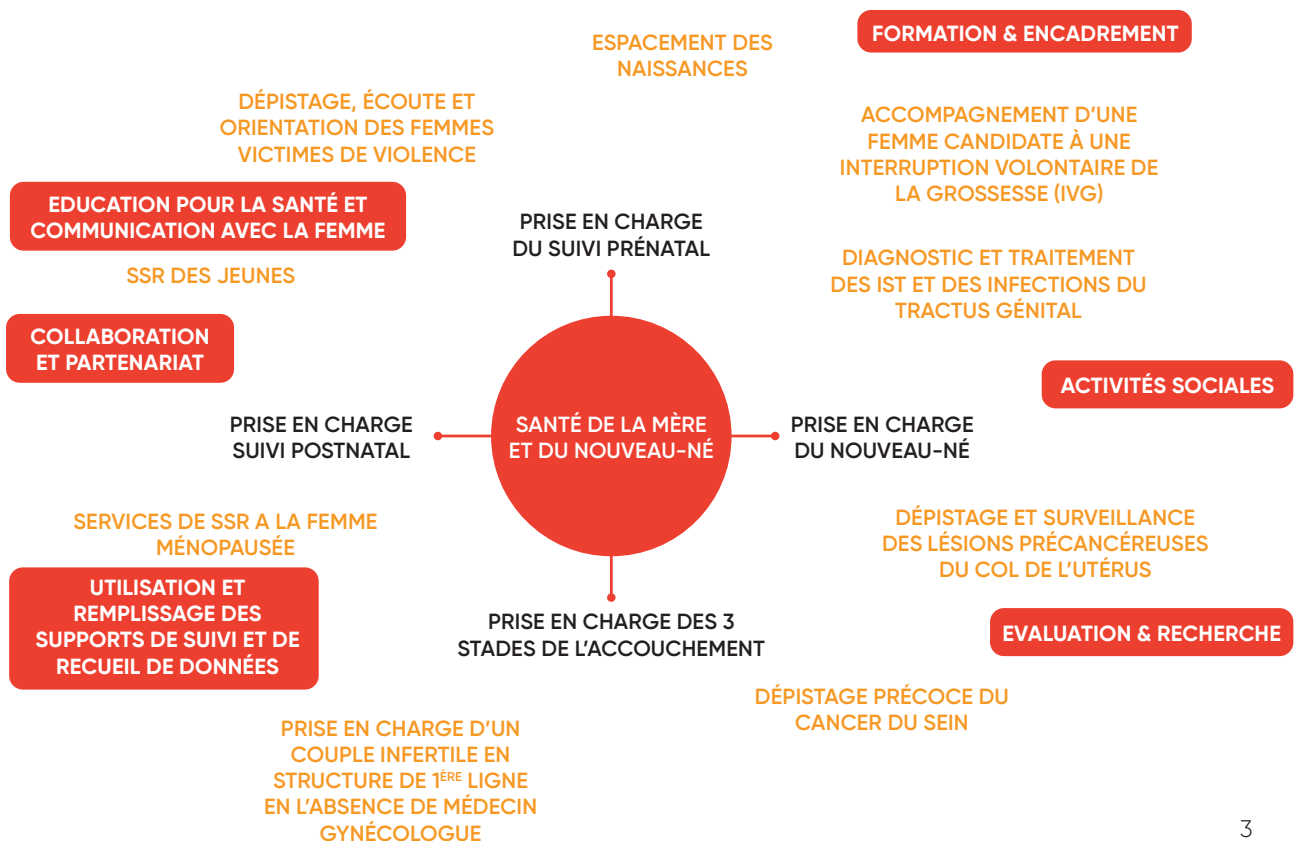 FORMATION & ENCADREMENT
ESPACEMENT DES
NAISSANCES
DÉPISTAGE, ÉCOUTE ET
ORIENTATION DES FEMMES
VICTIMES DE VIOLENCE
ACCOMPAGNEMENT D’UNE
FEMME CANDIDATE À UNE
INTERRUPTION VOLONTAIRE DE
LA GROSSESSE (IVG)
EDUCATION POUR LA SANTÉ ET
COMMUNICATION AVEC LA FEMME
PRISE EN CHARGE
DU SUIVI PRÉNATAL
SSR DES JEUNES
DIAGNOSTIC ET TRAITEMENT
DES IST ET DES INFECTIONS DU
TRACTUS GÉNITAL
COLLABORATION
ET PARTENARIAT
ACTIVITÉS SOCIALES
PRISE EN CHARGE
SUIVI POSTNATAL
SANTÉ DE LA MÈRE
ET DU NOUVEAU-NÉ
PRISE EN CHARGE
DU NOUVEAU-NÉ
SERVICES DE SSR A LA FEMME
MÉNOPAUSÉE
DÉPISTAGE ET SURVEILLANCE
DES LÉSIONS PRÉCANCÉREUSES
DU COL DE L’UTÉRUS
UTILISATION ET
REMPLISSAGE DES
SUPPORTS DE SUIVI ET DE
RECUEIL DE DONNÉES
PRISE EN CHARGE DES 3
STADES DE L’ACCOUCHEMENT
EVALUATION & RECHERCHE
DÉPISTAGE PRÉCOCE DU
CANCER DU SEIN
PRISE EN CHARGE D’UN
COUPLE INFERTILE EN
STRUCTURE DE 1ÈRE LIGNE
EN L’ABSENCE DE MÉDECIN
GYNÉCOLOGUE
3